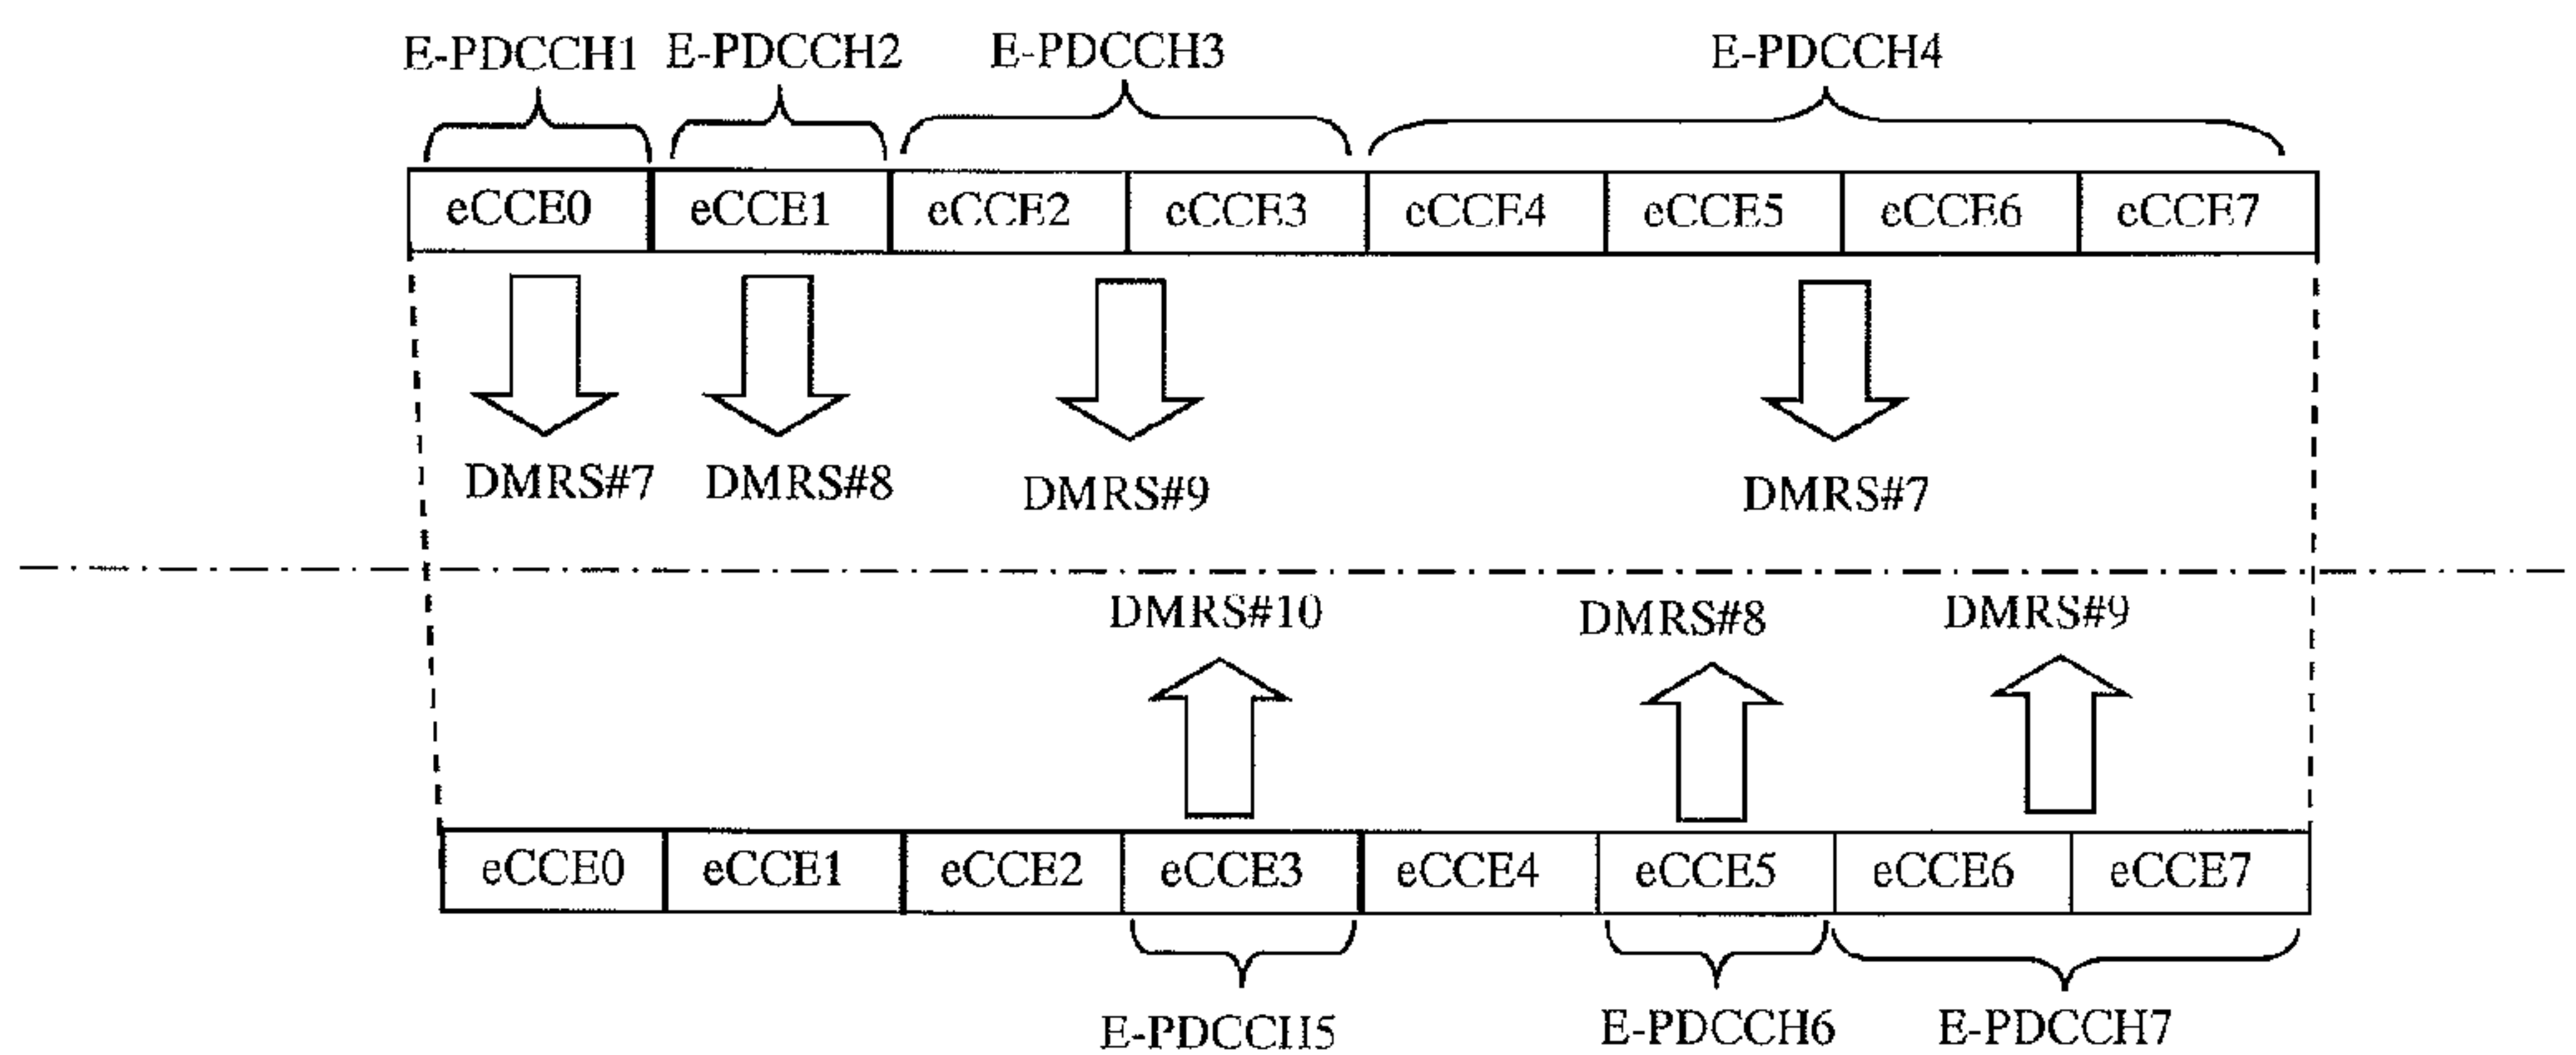 E-PDCCH1 E-PDCCH2 E-PDCCH3 E-PDCCH4
eCCE0 eCCE1 eCCE2 eCCE3 eCCE4 eCCE5 eCCE6 eCCE7
DMRS#7 DMRS#8 DMRS#9 DMRS#7
DMRS#10 DMRS#8 DMRS#9
eCCE0 eCCE1 eCCE2 eCCE3 eCCE4 eCCE5 eCCE6 eCCE7
E-PDCCH5 E-PDCCH6 E-PDCCH7